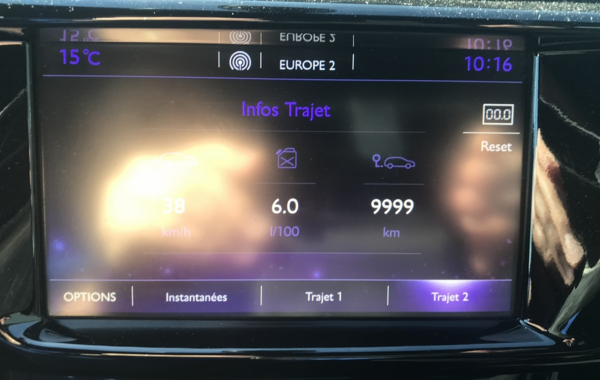 15°C EUROPE 2 10:16
Infos Trajet
00.0
Reset
38 6.0 9999
km/h l/100 km
OPTIONS Instantanées Trajet 1 Trajet 2